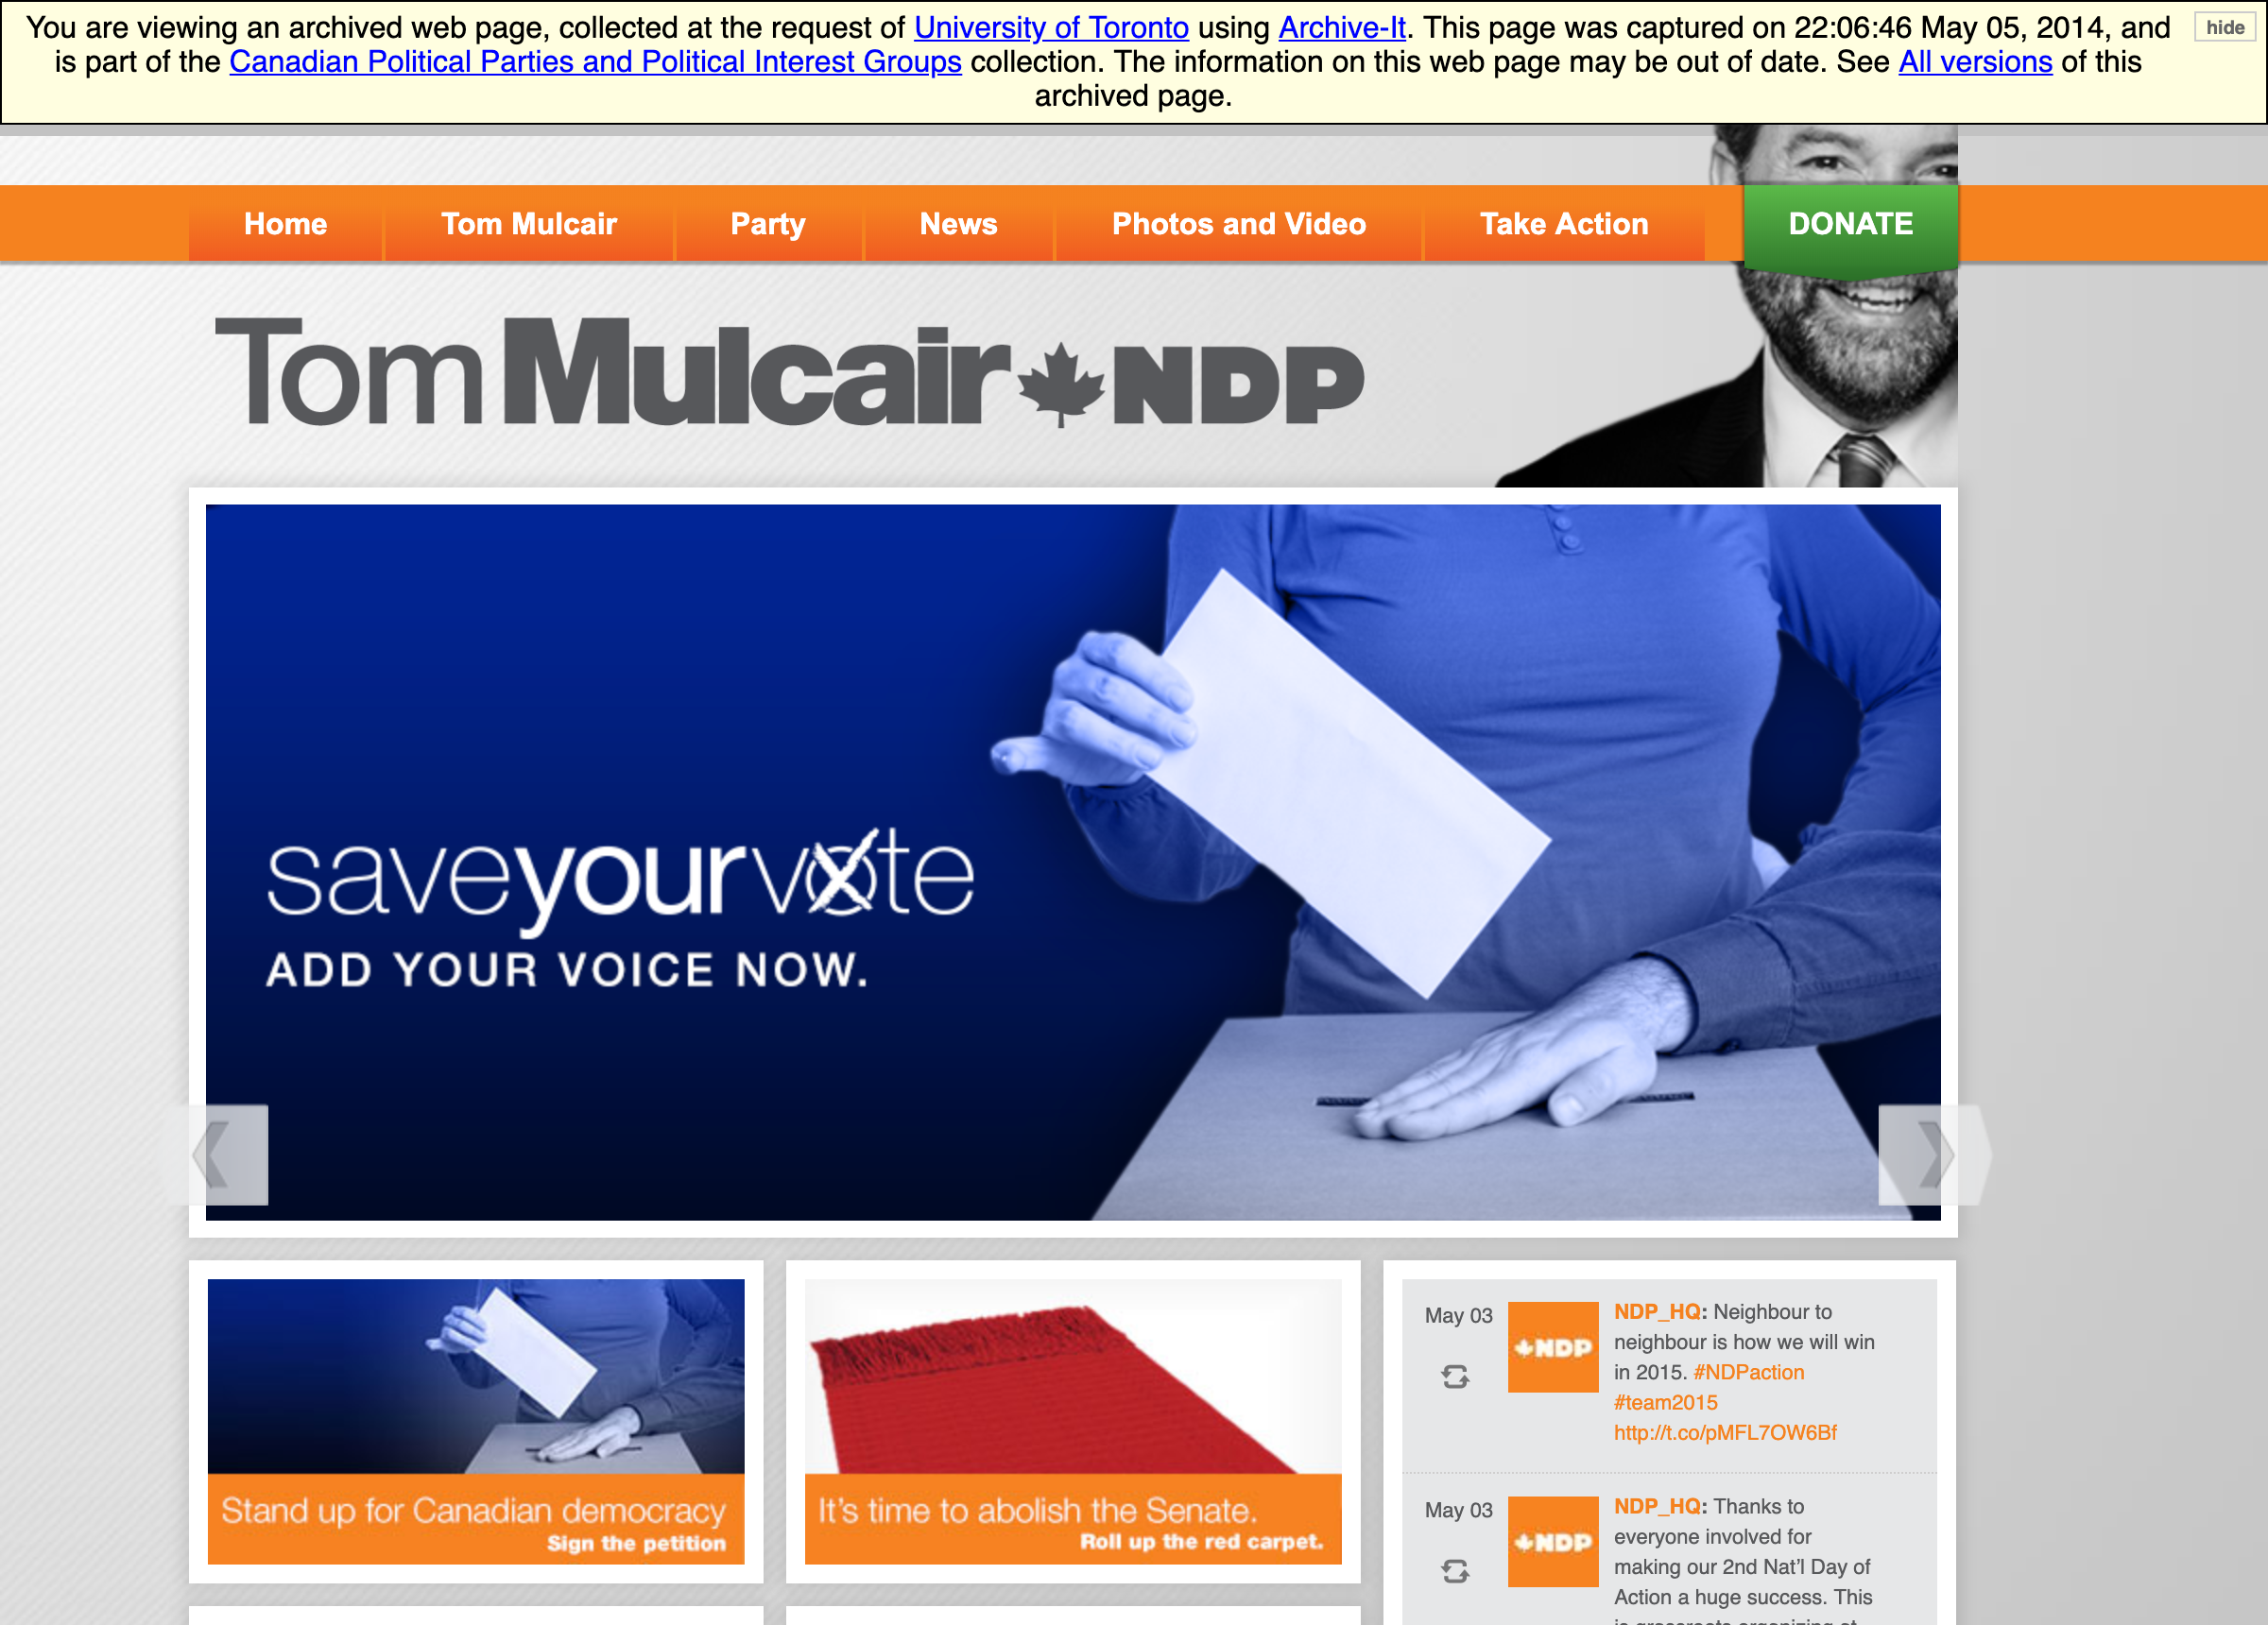 You are viewing an archived web page, collected at the request of University of Toronto using Archive-It. This page was captured on 22:06:46 May 05, 2014, and
is part of the Canadian Political Parties and Political Interest Groups collection. The information on this web page may be out of date. See All versions of this
archived page.
hide
Home
Tom Mulcair
Party
News
Photos and Video
Take Action
DONATE
Tom Mulcair NDP
saveyourvote
ADD YOUR VOICE NOW.
Stand up for Canadian democracy
Sign the petition
It's time to abolish the Senate.
Roll up the red carpet.
May 03
NDP
NDP_HQ: Neighbour to
neighbour is how we will win
in 2015. #NDPaction
#team2015
http://t.co/pMFL7OW6Bf
May 03
NDP
NDP_HQ: Thanks to
everyone involved for
making our 2nd Nat'l Day of
Action a huge success. This